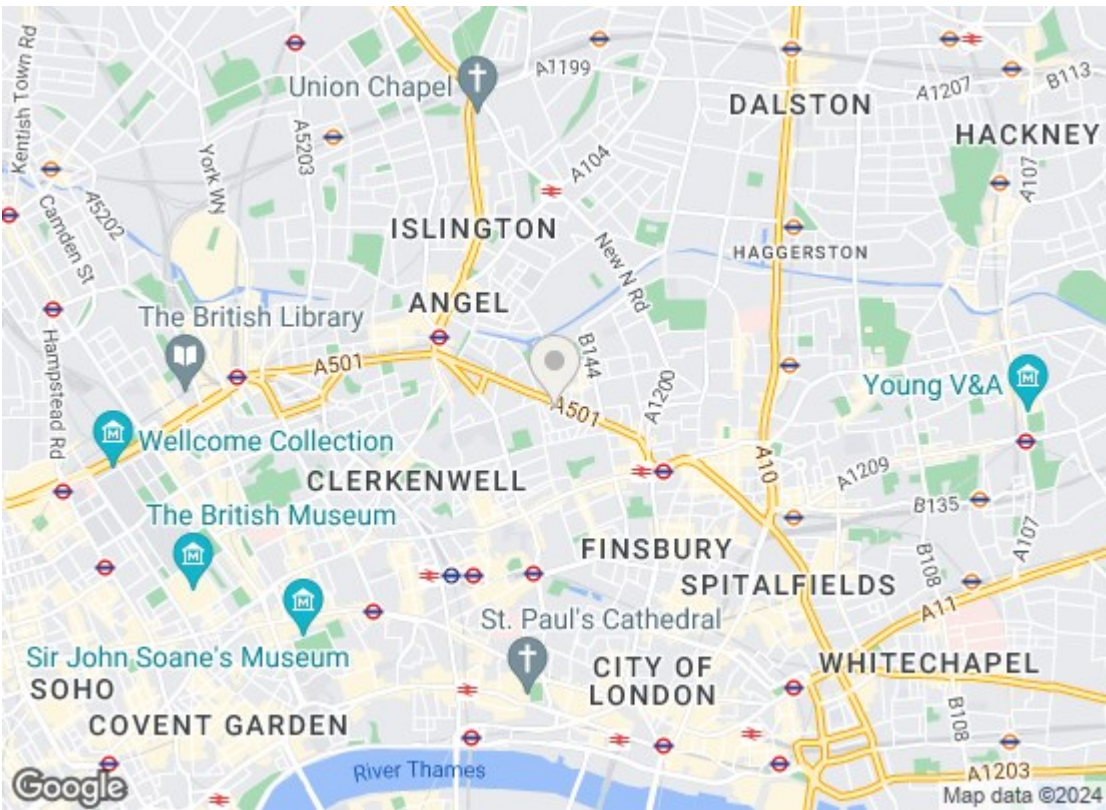 Kentish Town Rd
A5203
Union Chapel
A1199
DALSTON
A1207
B113
HACKNEY
York Wy
A104
A107
45202
Camden St
ISLINGTON
New N Rd
HAGGERSTON
ANGEL
The British Library
Hampstead Rd
A501
B144
A1200
Young V&A
A501
Wellcome Collection
CLERKENWELL
A10
A1209
The British Museum
B135
A107
FINSBURY
B108
SPITALFIELDS
A11
St. Paul's Cathedral
Sir John Soane's Museum
CITY OF
LONDON
WHITECHAPEL
SOHO
COVENT GARDEN
B108
River Thames
A1203
Google
Map data ©2024